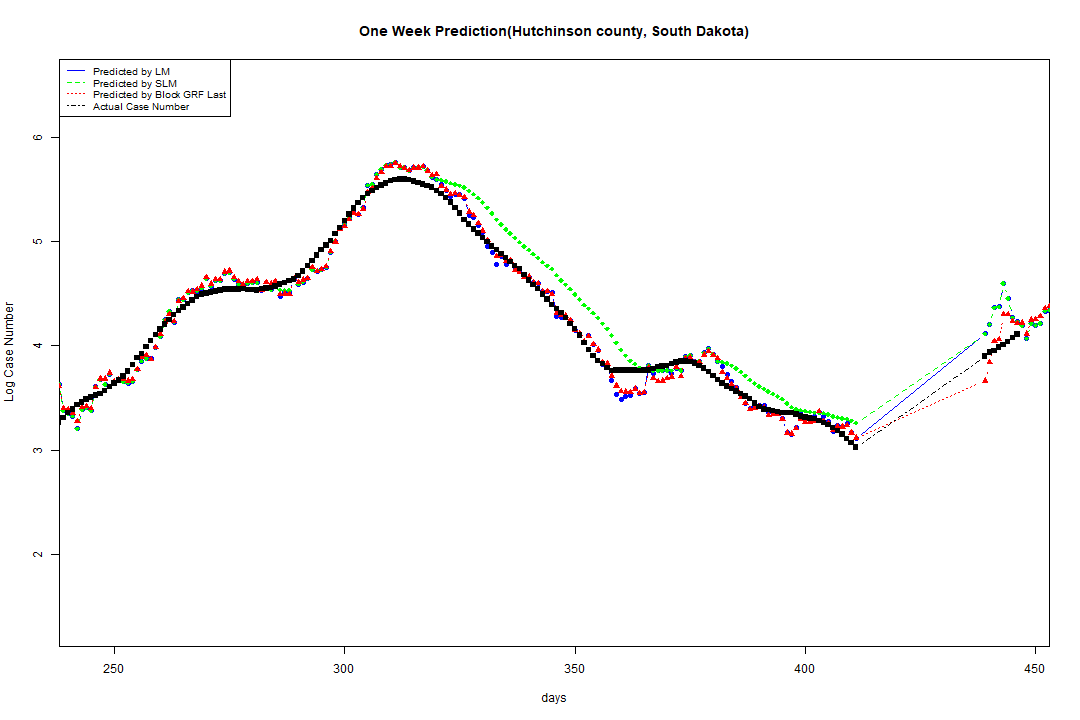 One Week Prediction(Hutchinson county, South Dakota)
Predicted by LM
Predicted by SLM
Predicted by Block GRF Last
Actual Case Number
6
5
4
3
2
Log Case Number
250
300
350
400
450
days